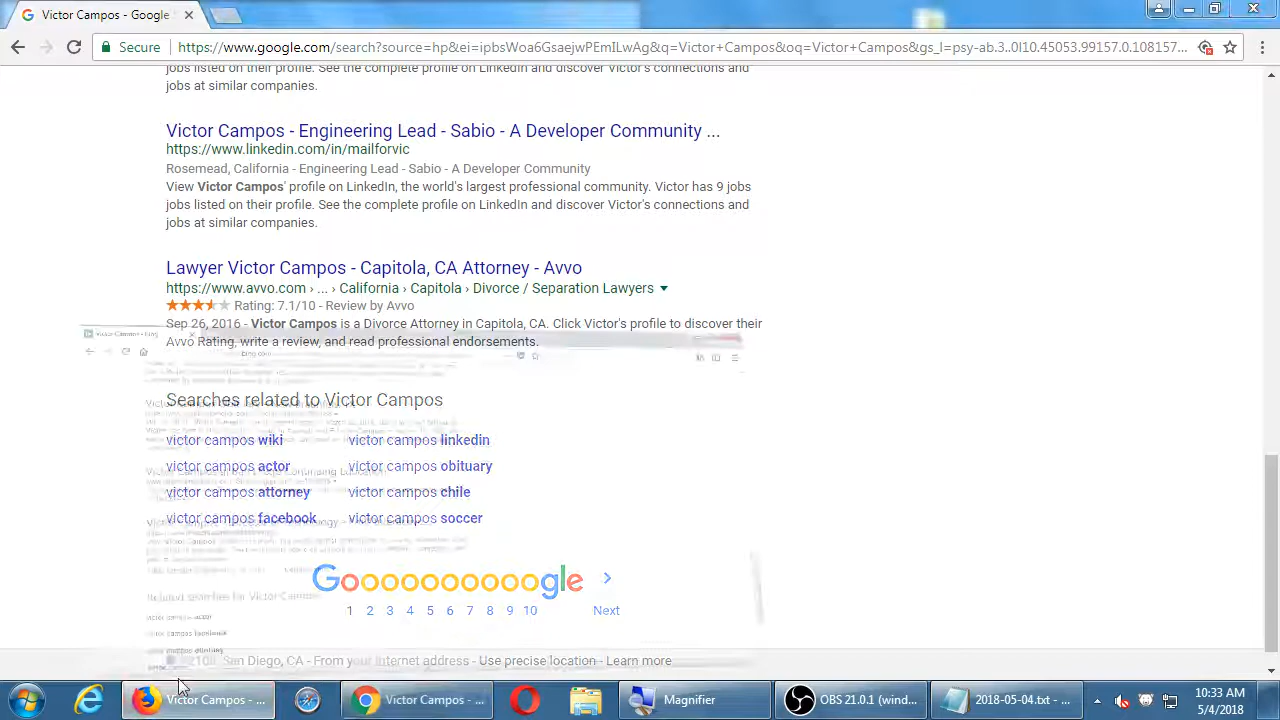 Victor Campos - Google
Secure
https://www.google.com/search?source=hp&ei=ipbsWoa6GsaejwPEmILwAg&q=Victor+Campos&oq=Victor+Campos&gs_l=psy-ab.3..0l10.45053.99157.0.108157...
jobs listed on their profile. See the complete profile on LinkedIn and discover Victor's connections and
jobs at similar companies.
Victor Campos - Engineering Lead - Sabio - A Developer Community ...
https://www.linkedin.com/in/mailforvic
Rosemead, California - Engineering Lead - Sabio - A Developer Community
View Victor Campos' profile on LinkedIn, the world's largest professional community. Victor has 9 jobs
jobs listed on their profile. See the complete profile on LinkedIn and discover Victor's connections and
jobs at similar companies.
Lawyer Victor Campos - Capitola, CA Attorney - Avvo
https://www.avvo.com › ... › California › Capitola › Divorce / Separation Lawyers
Rating: 7.1/10 - Review by Avvo
Sep 26, 2016 - Victor Campos is a Divorce Attorney in Capitola, CA. Click Victor's profile to discover their
Avvo Rating, write a review, and read professional endorsements.
Searches related to Victor Campos
victor campos wiki
victor campos linkedin
victor campos actor
victor campos obituary
victor campos attorney
victor campos chile
victor campos facebook
victor campos soccer
Goooooooooogle
1 2 3 4 5 6 7 8 9 10 Next
San Diego, CA - From your Internet address - Use precise location - Learn more
Victor Campos - ...
Victor Campos - ...
Magnifier
OBS 21.0.1 (wind...
2018-05-04.txt - ...
10:33 AM
5/4/2018